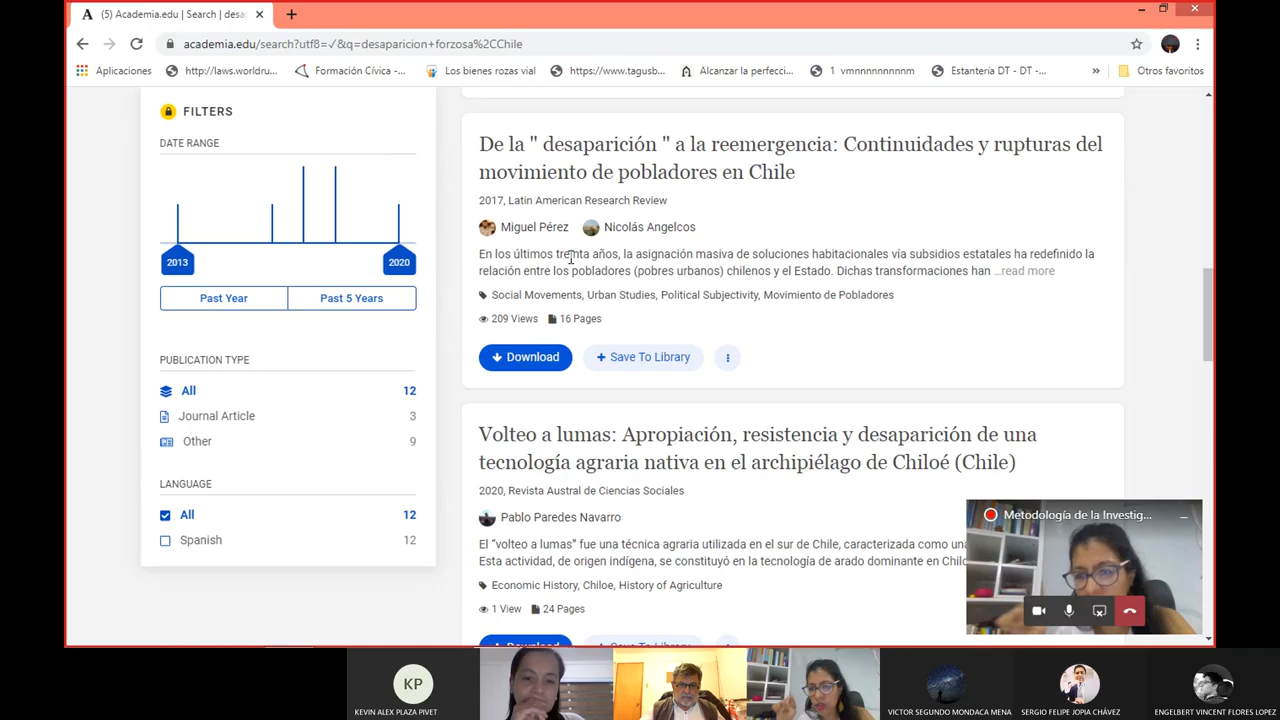 A (5) Academia.edu | Search | desa
academia.edu/search?utf8=✓&q=desaparicion+forzosa%2CChile
Aplicaciones http://laws.worldru... Formación Cívica -... Los bienes rozas vial https://www.tagusb... Alcanzar la perfecci... 1 vmnnnnnnnnm Estantería DT - DT -... » Otros favoritos
FILTERS
DATE RANGE
2013 2020
Past Year Past 5 Years
PUBLICATION TYPE
All 12
Journal Article 3
Other 9
LANGUAGE
All 12
Spanish 12
De la " desaparición " a la reemergencia: Continuidades y rupturas del
movimiento de pobladores en Chile
2017, Latin American Research Review
Miguel Pérez Nicolás Angelcos
En los últimos treinta años, la asignación masiva de soluciones habitacionales vía subsidios estatales ha redefinido la
relación entre los pobladores (pobres urbanos) chilenos y el Estado. Dichas transformaciones han ...read more
Social Movements, Urban Studies, Political Subjectivity, Movimiento de Pobladores
209 Views 16 Pages
Download + Save To Library
Volteo a lumas: Apropiación, resistencia y desaparición de una
tecnología agraria nativa en el archipiélago de Chiloé (Chile)
2020, Revista Austral de Ciencias Sociales
Pablo Paredes Navarro
El “volteo a lumas” fue una técnica agraria utilizada en el sur de Chile, caracterizada como una
Esta actividad, de origen indígena, se constituyó en la tecnología de arado dominante en Chilo
Economic History, Chiloe, History of Agriculture
1 View 24 Pages
Download + Save To Library
Metodología de la Investig...
KP
KEVIN ALEX PLAZA PIVET
VICTOR SEGUNDO MONDACA MENA
SERGIO FELIPE JOPIA CHÁVEZ
ENGELBERT VINCENT FLORES LOPEZ